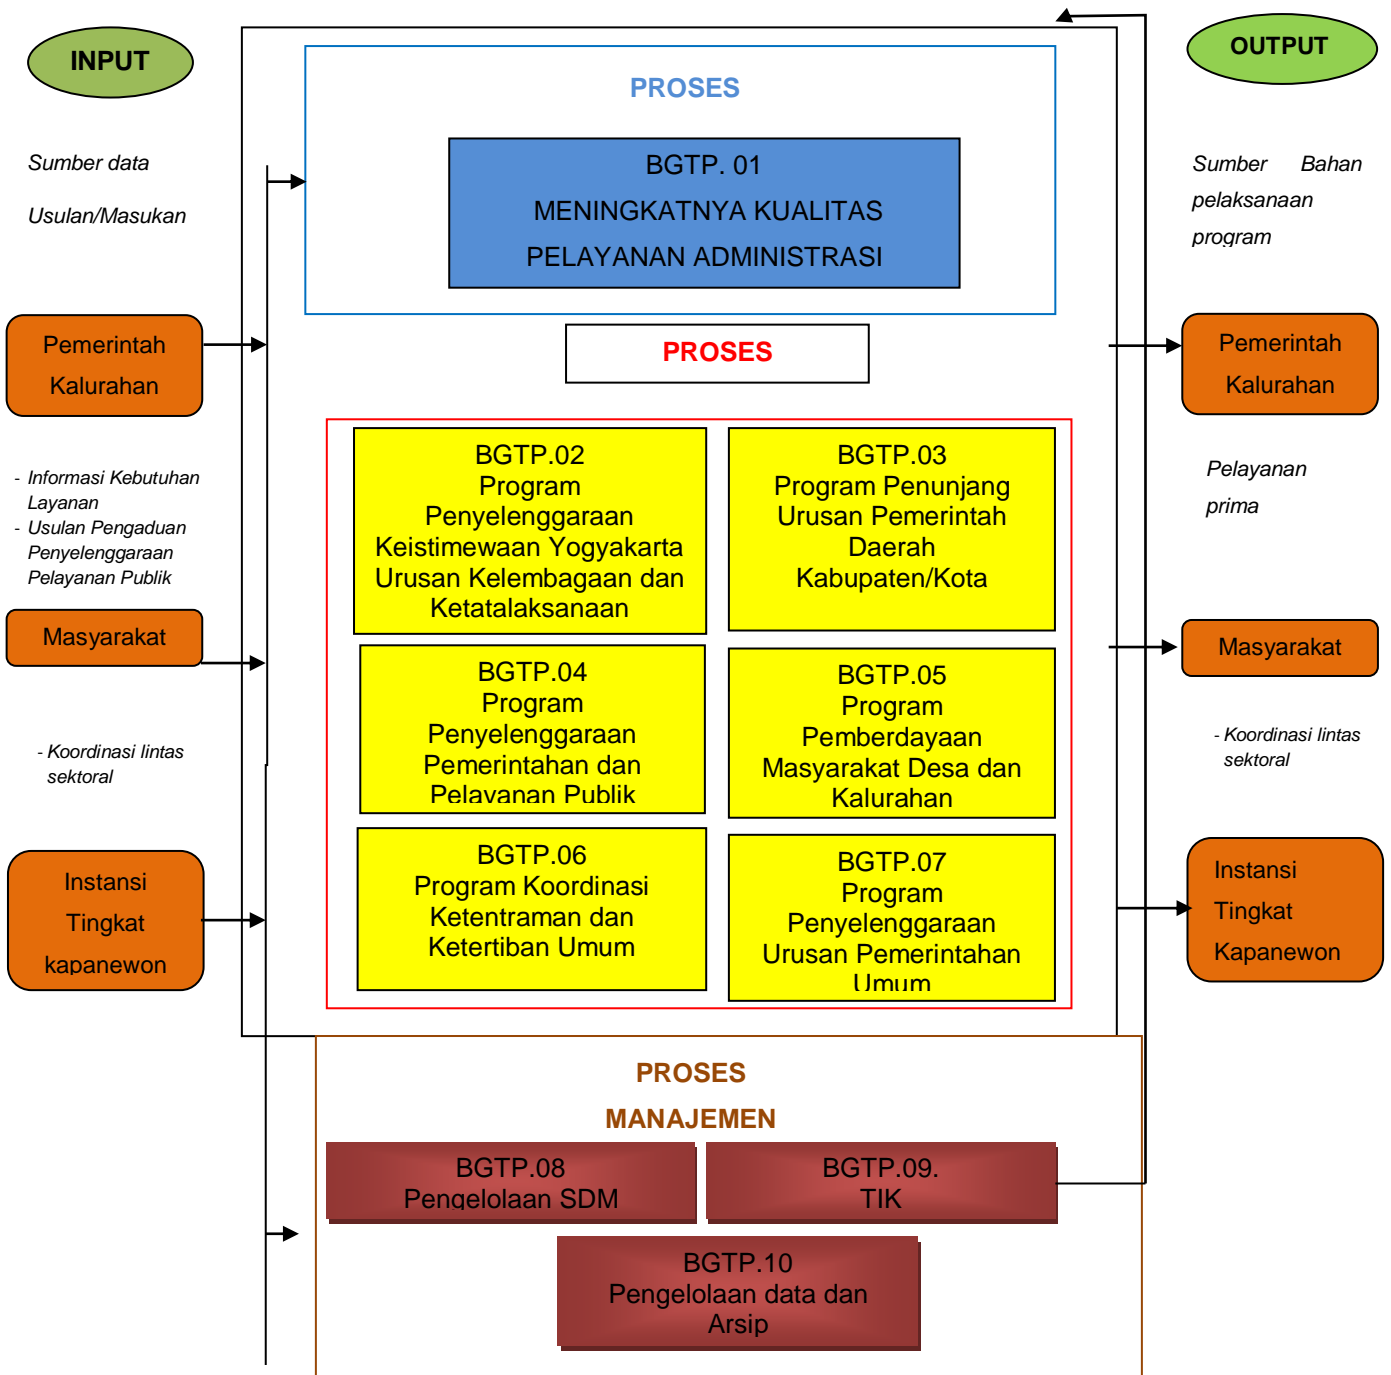 INPUT
Sumber data
Usulan/Masukan
Pemerintah
Kalurahan
- Informasi Kebutuhan
Layanan
- Usulan Pengaduan
Penyelenggaraan
Pelayanan Publik
Masyarakat
- Koordinasi lintas
sektoral
Instansi
Tingkat
kapanewon
PROSES
BGTP. 01
MENINGKATNYA KUALITAS
PELAYANAN ADMINISTRASI
PROSES
BGTP.02
Program
Penyelenggaraan
Keistimewaan Yogyakarta
Urusan Kelembagaan dan
Ketatalaksanaan
BGTP.03
Program Penunjang
Urusan Pemerintah
Daerah
Kabupaten/Kota
BGTP.04
Program
Penyelenggaraan
Pemerintahan dan
Pelayanan Publik
BGTP.05
Program
Pemberdayaan
Masyarakat Desa dan
Kalurahan
BGTP.06
Program Koordinasi
Ketentraman dan
Ketertiban Umum
BGTP.07
Program
Penyelenggaraan
Urusan Pemerintahan
Umum
PROSES
MANAJEMEN
BGTP.08
Pengelolaan SDM
BGTP.09.
TIK
BGTP.10
Pengelolaan data dan
Arsip
OUTPUT
Sumber Bahan
pelaksanaan
program
Pemerintah
Kalurahan
Pelayanan
prima
Masyarakat
- Koordinasi lintas
sektoral
Instansi
Tingkat
Kapanewon